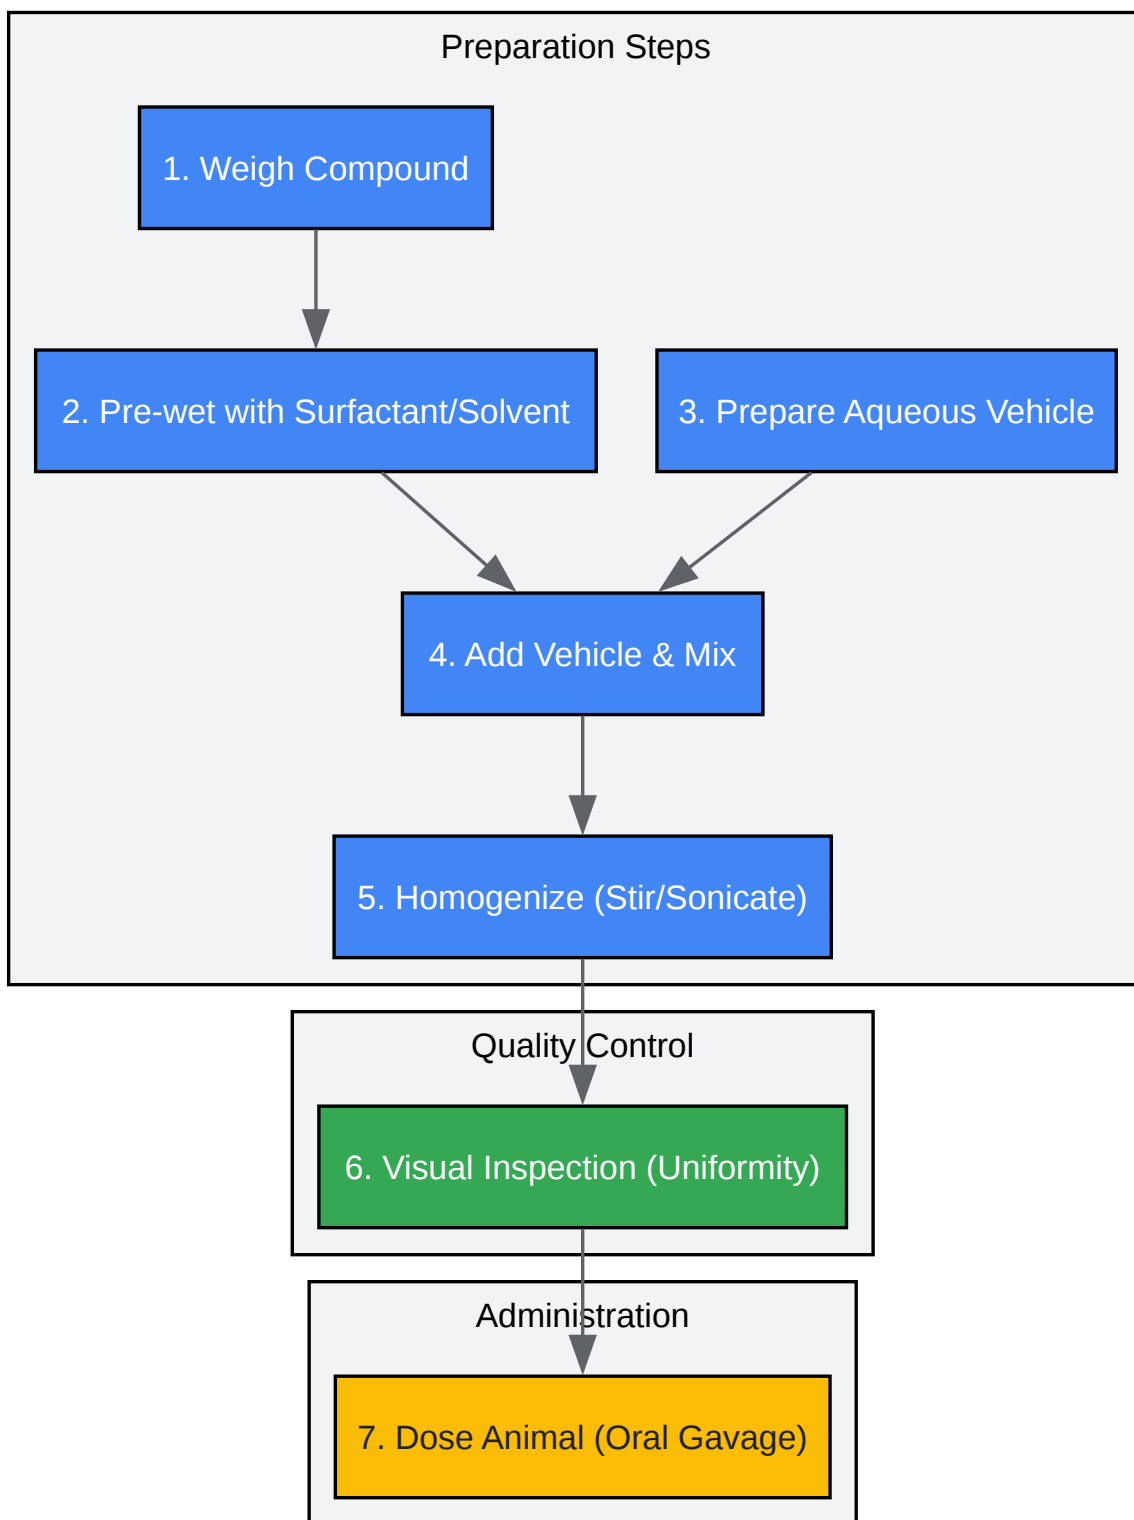 Preparation Steps
1. Weigh Compound
2. Pre-wet with Surfactant/Solvent
3. Prepare Aqueous Vehicle
4. Add Vehicle & Mix
5. Homogenize (Stir/Sonicate)
Quality Control
6. Visual Inspection (Uniformity)
Administration
7. Dose Animal (Oral Gavage)